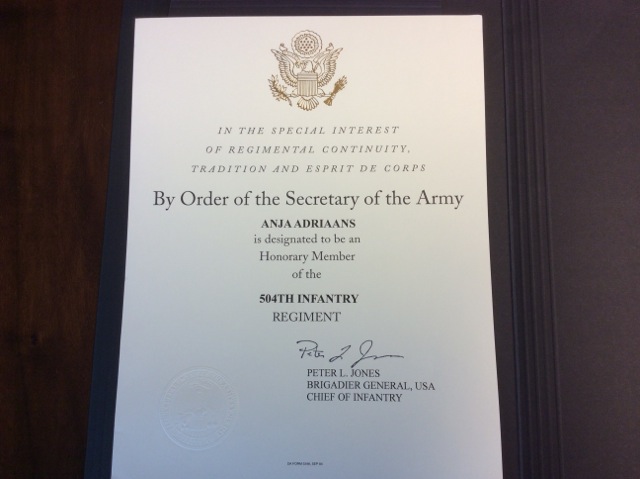 IN THE SPECIAL INTEREST
OF REGIMENTAL CONTINUITY,
TRADITION AND ESPRIT DE CORPS
By Order of the Secretary of the Army
ANJA ADRIAANS
is designated to be an
Honorary Member
of the
504TH INFANTRY
REGIMENT
Peter L. Jones
PETER L. JONES
BRIGADIER GENERAL, USA
CHIEF OF INFANTRY